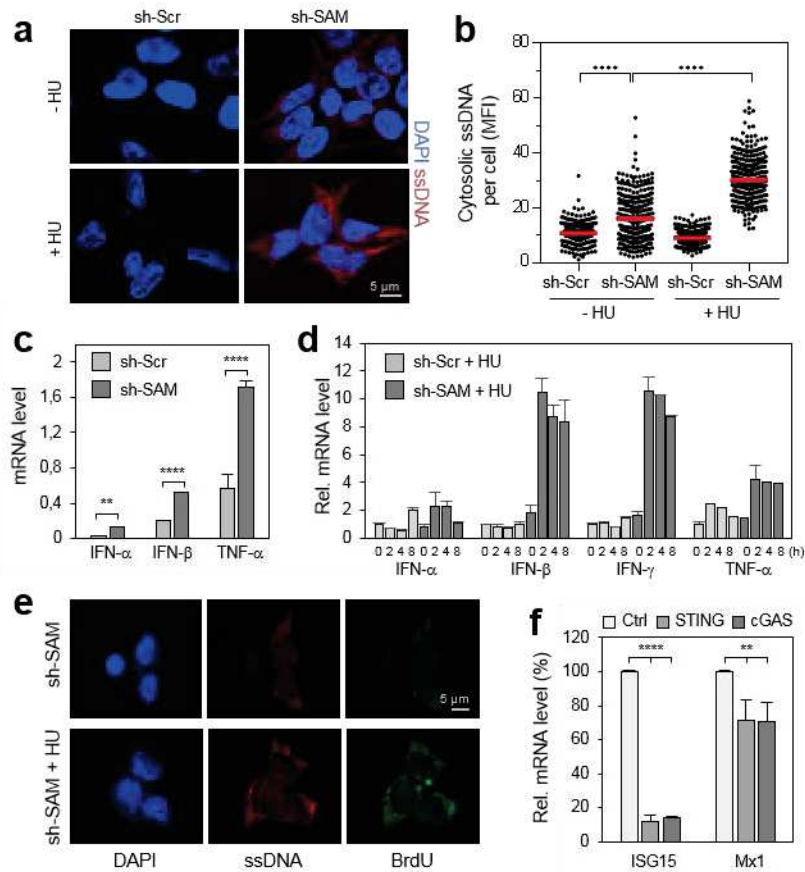 a
sh-Scr
sh-SAM
- HU
+ HU
DAPI ssDNA
5 µm
b
Cytosolic ssDNA
per cell (MFI)
80
60
40
20
0
****
****
sh-Scr
sh-SAM
sh-Scr
sh-SAM
- HU
+ HU
c
mRNA level
2
1,6
1,2
0,8
0,4
0
sh-Scr
sh-SAM
**
****
****
IFN-α
IFN-β
TNF-α
d
Rel. mRNA level
14
12
10
8
6
4
2
0
sh-Scr + HU
sh-SAM + HU
0 2 4 8 0 2 4 8
0 2 4 8 0 2 4 8
0 2 4 8 0 2 4 8
0 2 4 8 0 2 4 8 (h)
IFN-α
IFN-β
IFN-γ
TNF-α
e
sh-SAM
sh-SAM + HU
5 µm
DAPI
ssDNA
BrdU
f
Ctrl
STING
cGAS
Rel. mRNA level (%)
120
100
80
60
40
20
0
****
**
ISG15
Mx1